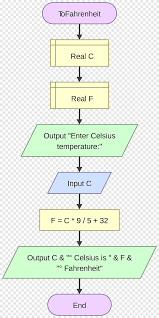 ToFahrenheit
Real C
Real F
Output "Enter Celsius
temperature:"
Input C
F = C * 9 / 5 + 32
Output C & "° Celsius is " & F &
"° Fahrenheit"
End